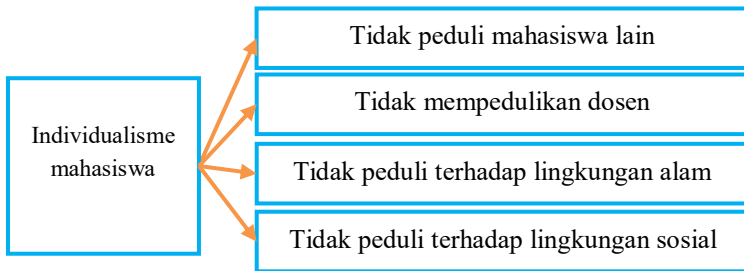 Individualisme
mahasiswa
Tidak peduli mahasiswa lain
Tidak mempedulikan dosen
Tidak peduli terhadap lingkungan alam
Tidak peduli terhadap lingkungan sosial